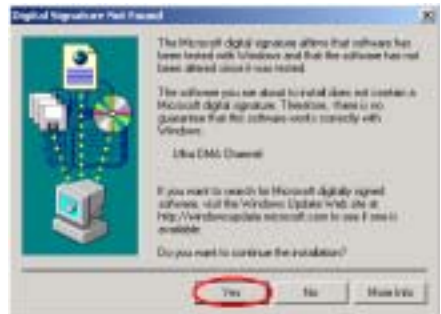 Digital Signature Not Found
The Microsoft digital signature affirms that software has
been tested with Windows and that the software has not
been altered since it was tested.
The software you are about to install does not contain a
Microsoft digital signature. Therefore, there is no
guarantee that this software works correctly with
Windows.
Ultra DMA Channel
If you want to search for Microsoft digitally signed
software, visit the Windows Update Web site at
http://windowsupdate.microsoft.com to see if one is
available.
Do you want to continue the installation?
Yes
No
More Info